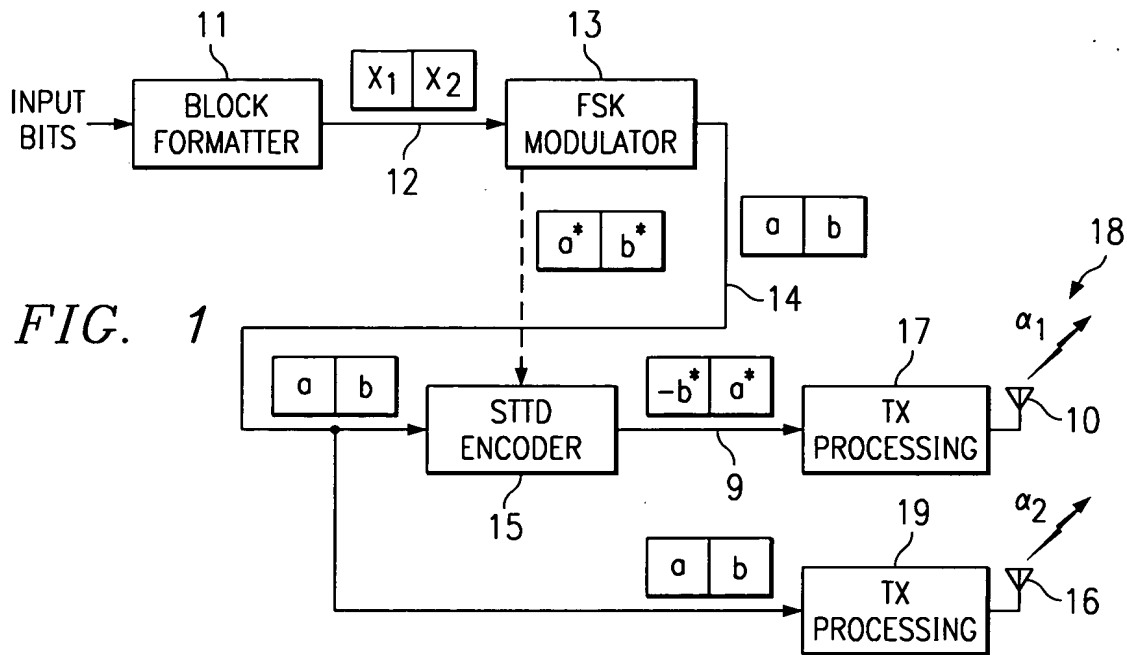 11
13
X1 X2
INPUT
BITS
BLOCK
FORMATTER
FSK
MODULATOR
12
a* b*
a b
14
18
FIG. 1
α1
17
a b
STTD
ENCODER
-b* a*
TX
PROCESSING
10
9
15
α2
19
a b
TX
PROCESSING
16